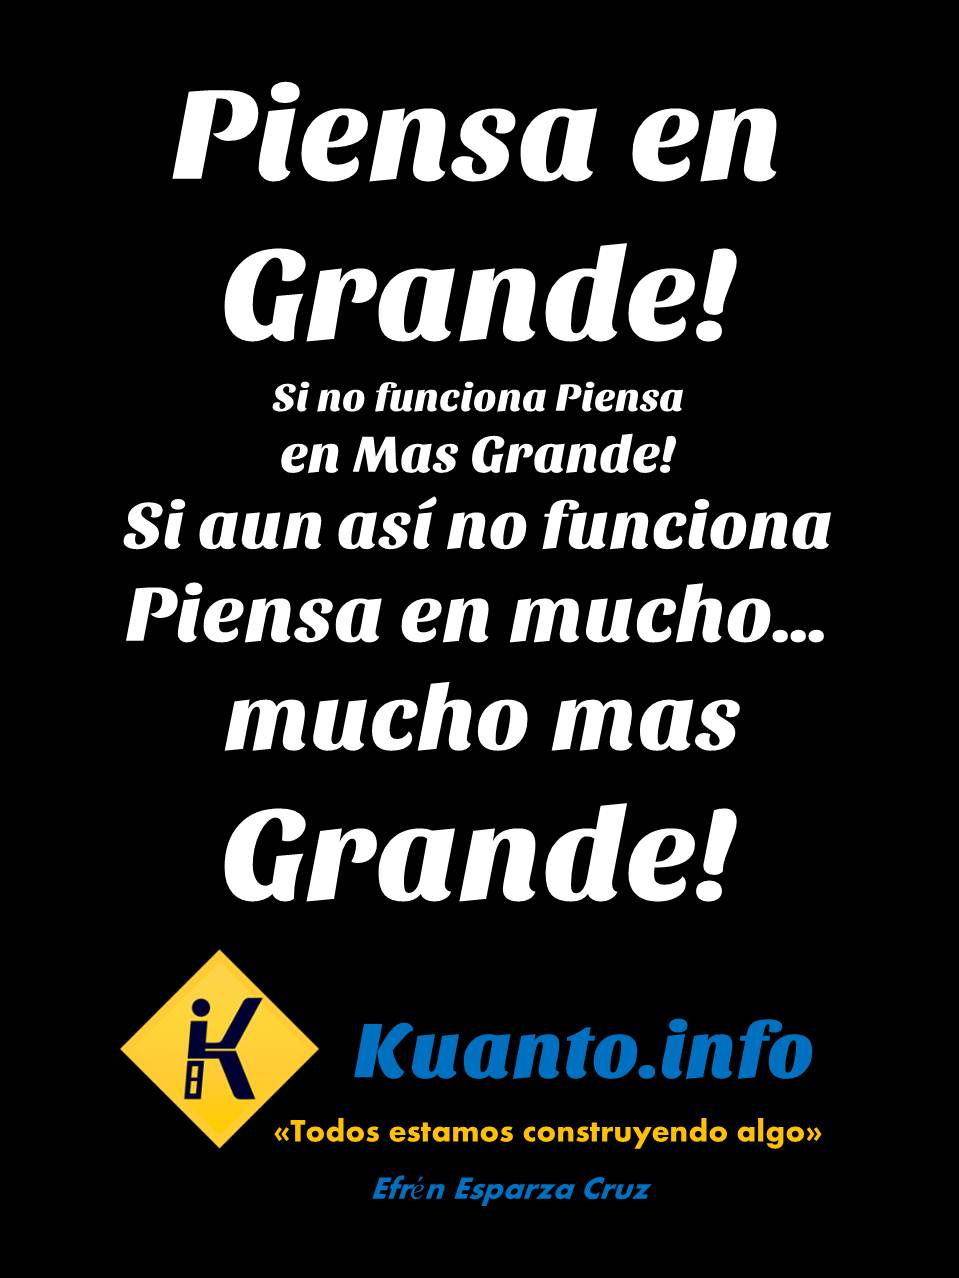 Piensa en
Grande!
Si no funciona Piensa
en Mas Grande!
Si aun así no funciona
Piensa en mucho...
mucho mas
Grande!
K
Kuanto.info
«Todos estamos construyendo algo»
Efrén Esparza Cruz